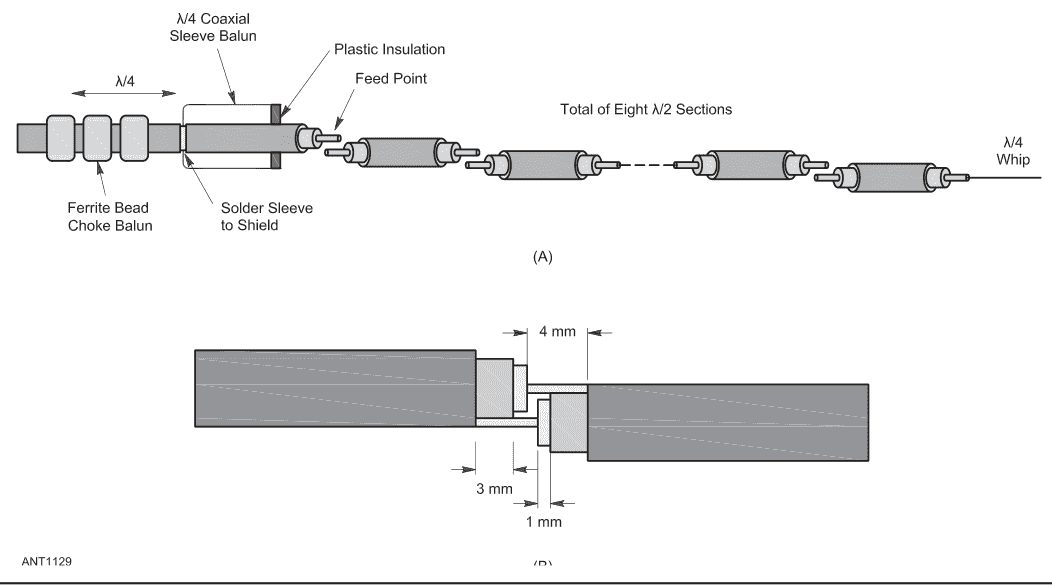 λ/4 Coaxial
Sleeve Balun
Plastic Insulation
λ/4
Feed Point
Total of Eight λ/2 Sections
λ/4
Whip
Ferrite Bead
Choke Balun
Solder Sleeve
to Shield
(A)
4 mm
3 mm
1 mm
ANT1129